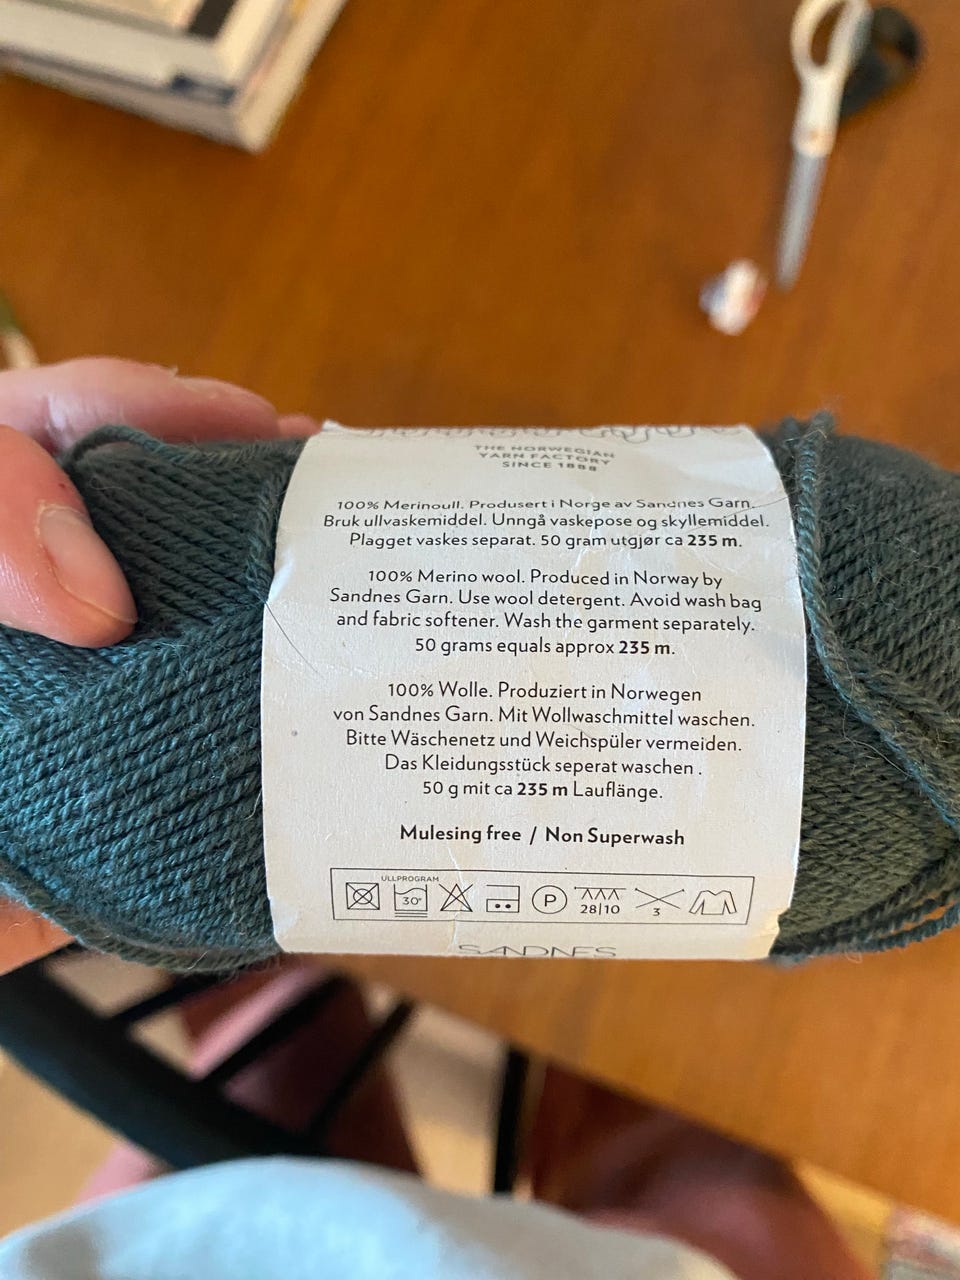 THE NORWEGIAN
YARN FACTORY
SINCE 1888
100% Merinoull. Produsert i Norge av Sandnes Garn.
Bruk ullvaskemiddel. Unngå vaskepose og skyllemiddel.
Plagget vaskes separat. 50 gram utgjør ca 235 m.
100% Merino wool. Produced in Norway by
Sandnes Garn. Use wool detergent. Avoid wash bag
and fabric softener. Wash the garment separately.
50 grams equals approx 235 m.
100% Wolle. Produziert in Norwegen
von Sandnes Garn. Mit Wollwaschmittel waschen.
Bitte Wäschenetz und Weichspüler vermeiden.
Das Kleidungsstück seperat waschen .
50 g mit ca 235 m Lauflänge.
Mulesing free / Non Superwash
ULLPROGRAM
30° P 28|10 3
SANDNES